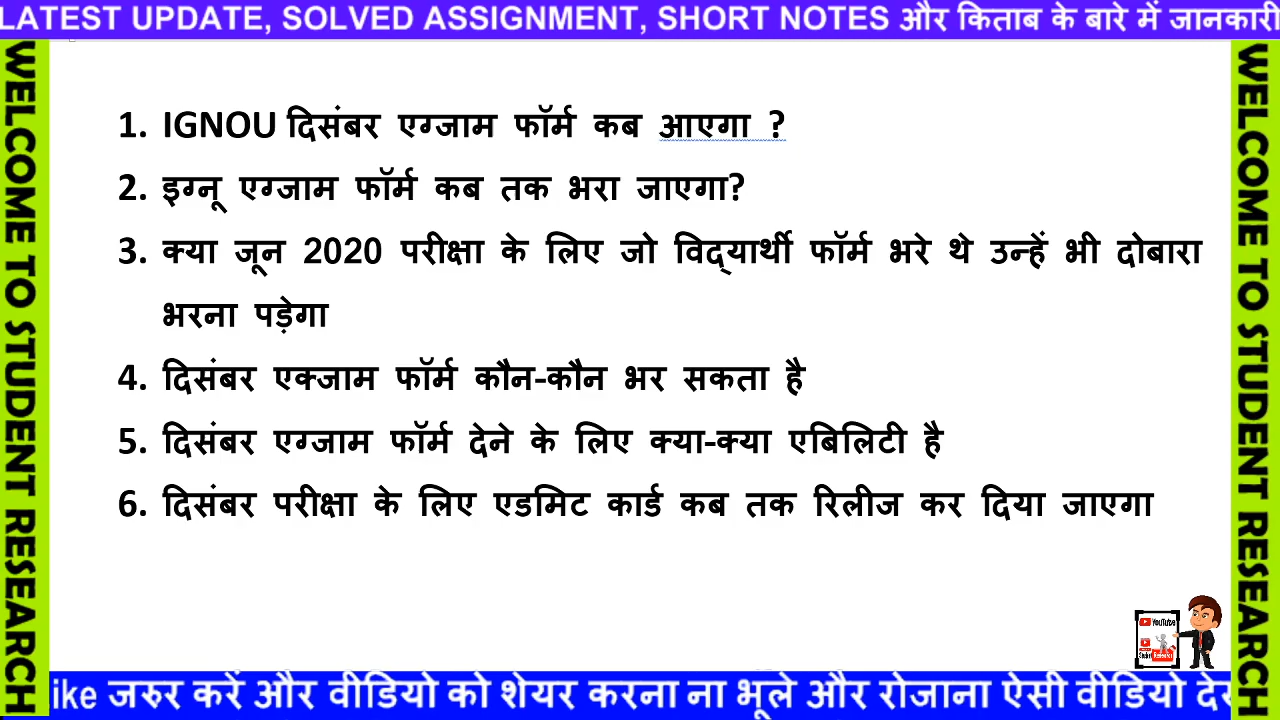 LATEST UPDATE, SOLVED ASSIGNMENT, SHORT NOTES और किताब के बारे में जानकारी
WELCOME TO STUDENT RESEARCH
1. IGNOU दिसंबर एग्जाम फॉर्म कब आएगा ?
2. इग्नू एग्जाम फॉर्म कब तक भरा जाएगा?
3. क्या जून 2020 परीक्षा के लिए जो विद्यार्थी फॉर्म भरे थे उन्हें भी दोबारा
भरना पड़ेगा
4. दिसंबर एक्जाम फॉर्म कौन-कौन भर सकता है
5. दिसंबर एग्जाम फॉर्म देने के लिए क्या-क्या एबिलिटी है
6. दिसंबर परीक्षा के लिए एडमिट कार्ड कब तक रिलीज कर दिया जाएगा
WELCOME TO STUDENT RESEARCH
YouTube
ike जरुर करें और वीडियो को शेयर करना ना भूले और रोजाना ऐसी वीडियो